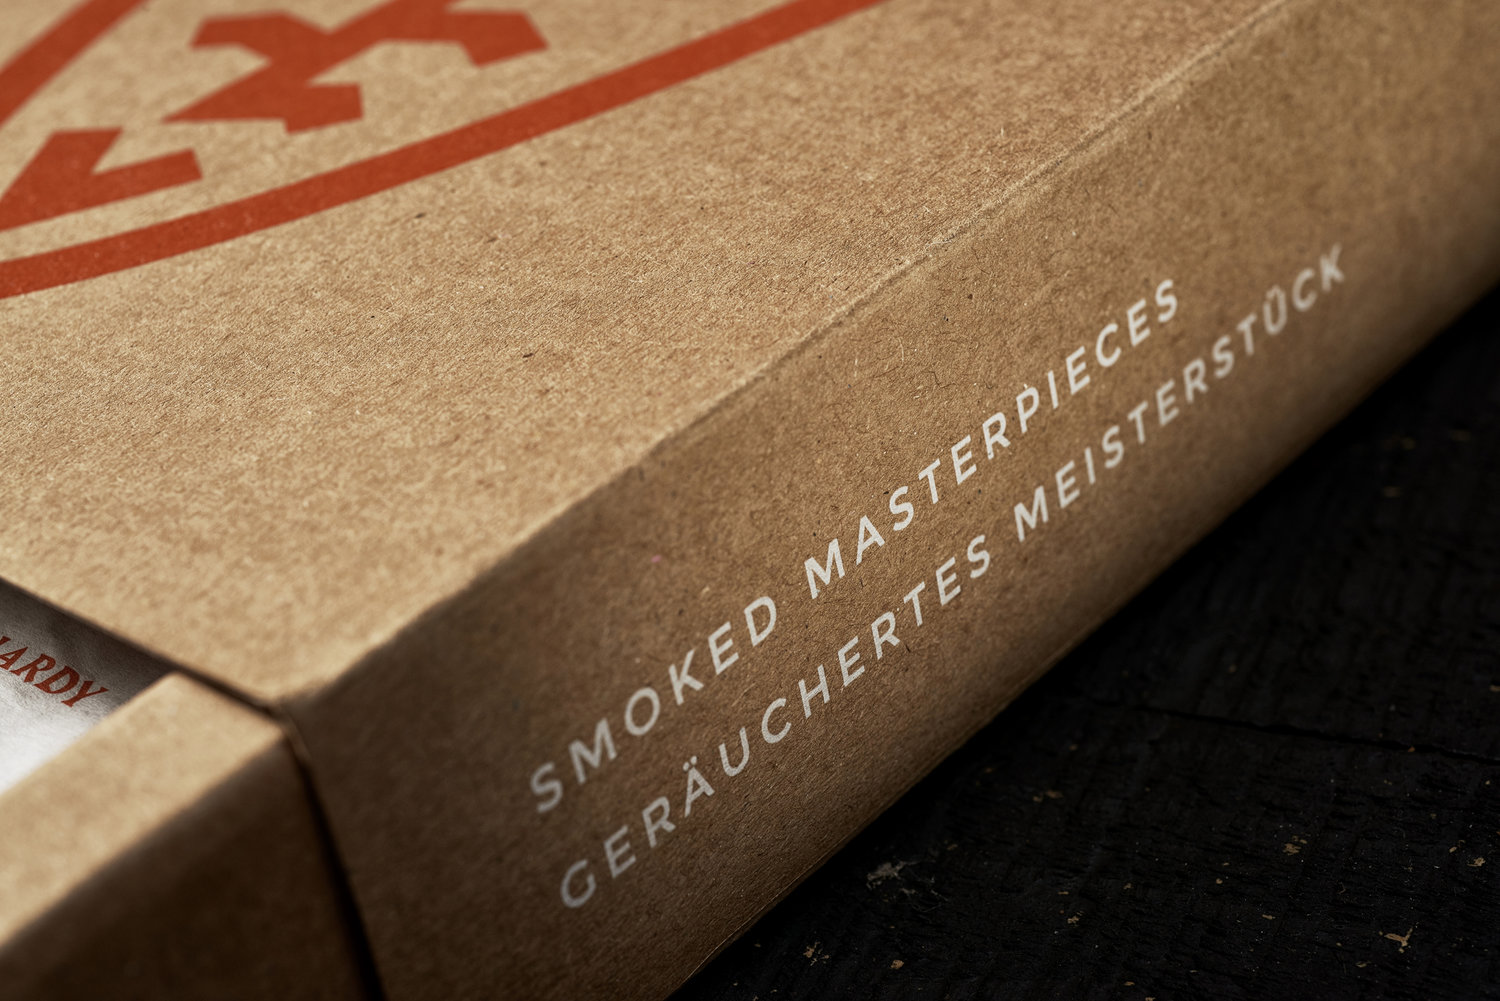 SMOKED MASTERPIECES
GERÄUCHERTES MEISTERSTÜCK